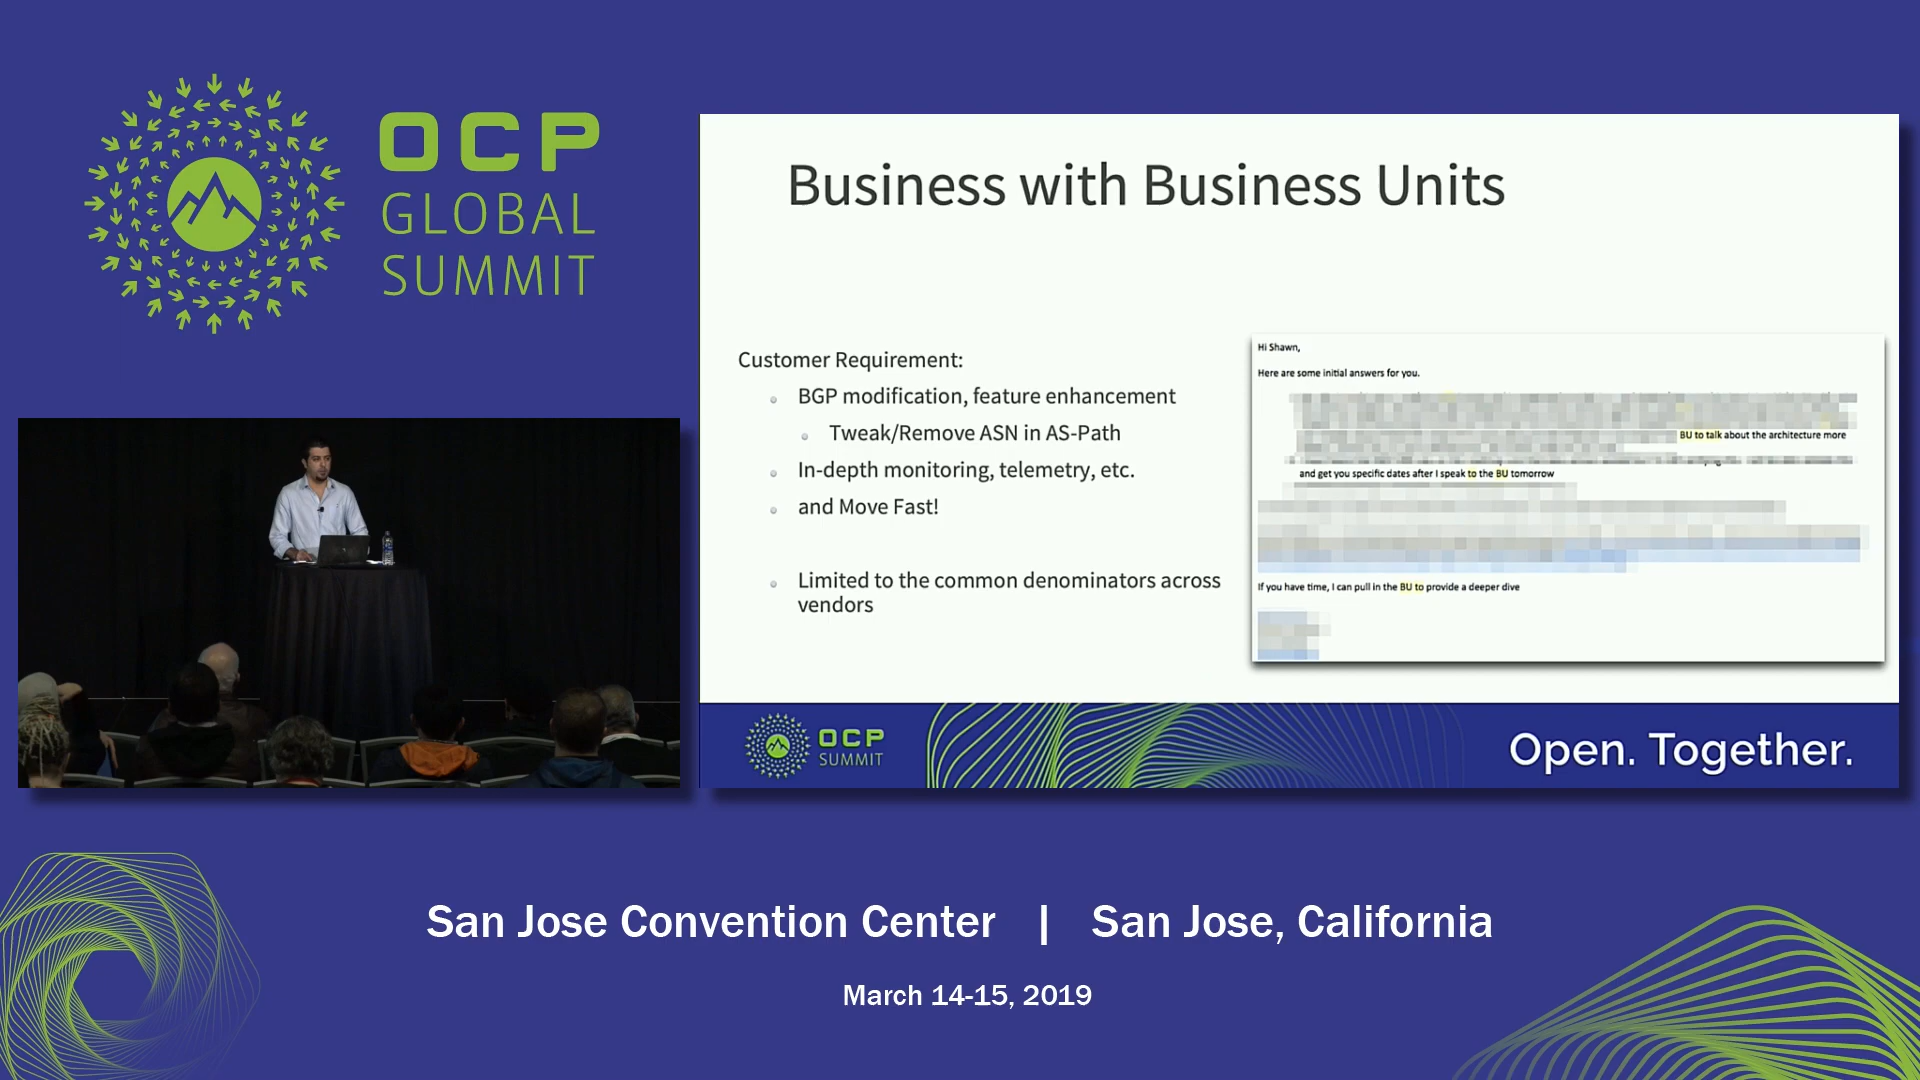 OCP
GLOBAL
SUMMIT
Business with Business Units
Customer Requirement:
BGP modification, feature enhancement
Tweak/Remove ASN in AS-Path
In-depth monitoring, telemetry, etc.
and Move Fast!
Limited to the common denominators across
vendors
Hi Shawn,
Here are some initial answers for you.
BU to talk about the architecture more
and get you specific dates after I speak to the BU tomorrow
If you have time, I can pull in the BU to provide a deeper dive
OCP
SUMMIT
Open. Together.
San Jose Convention Center | San Jose, California
March 14-15, 2019